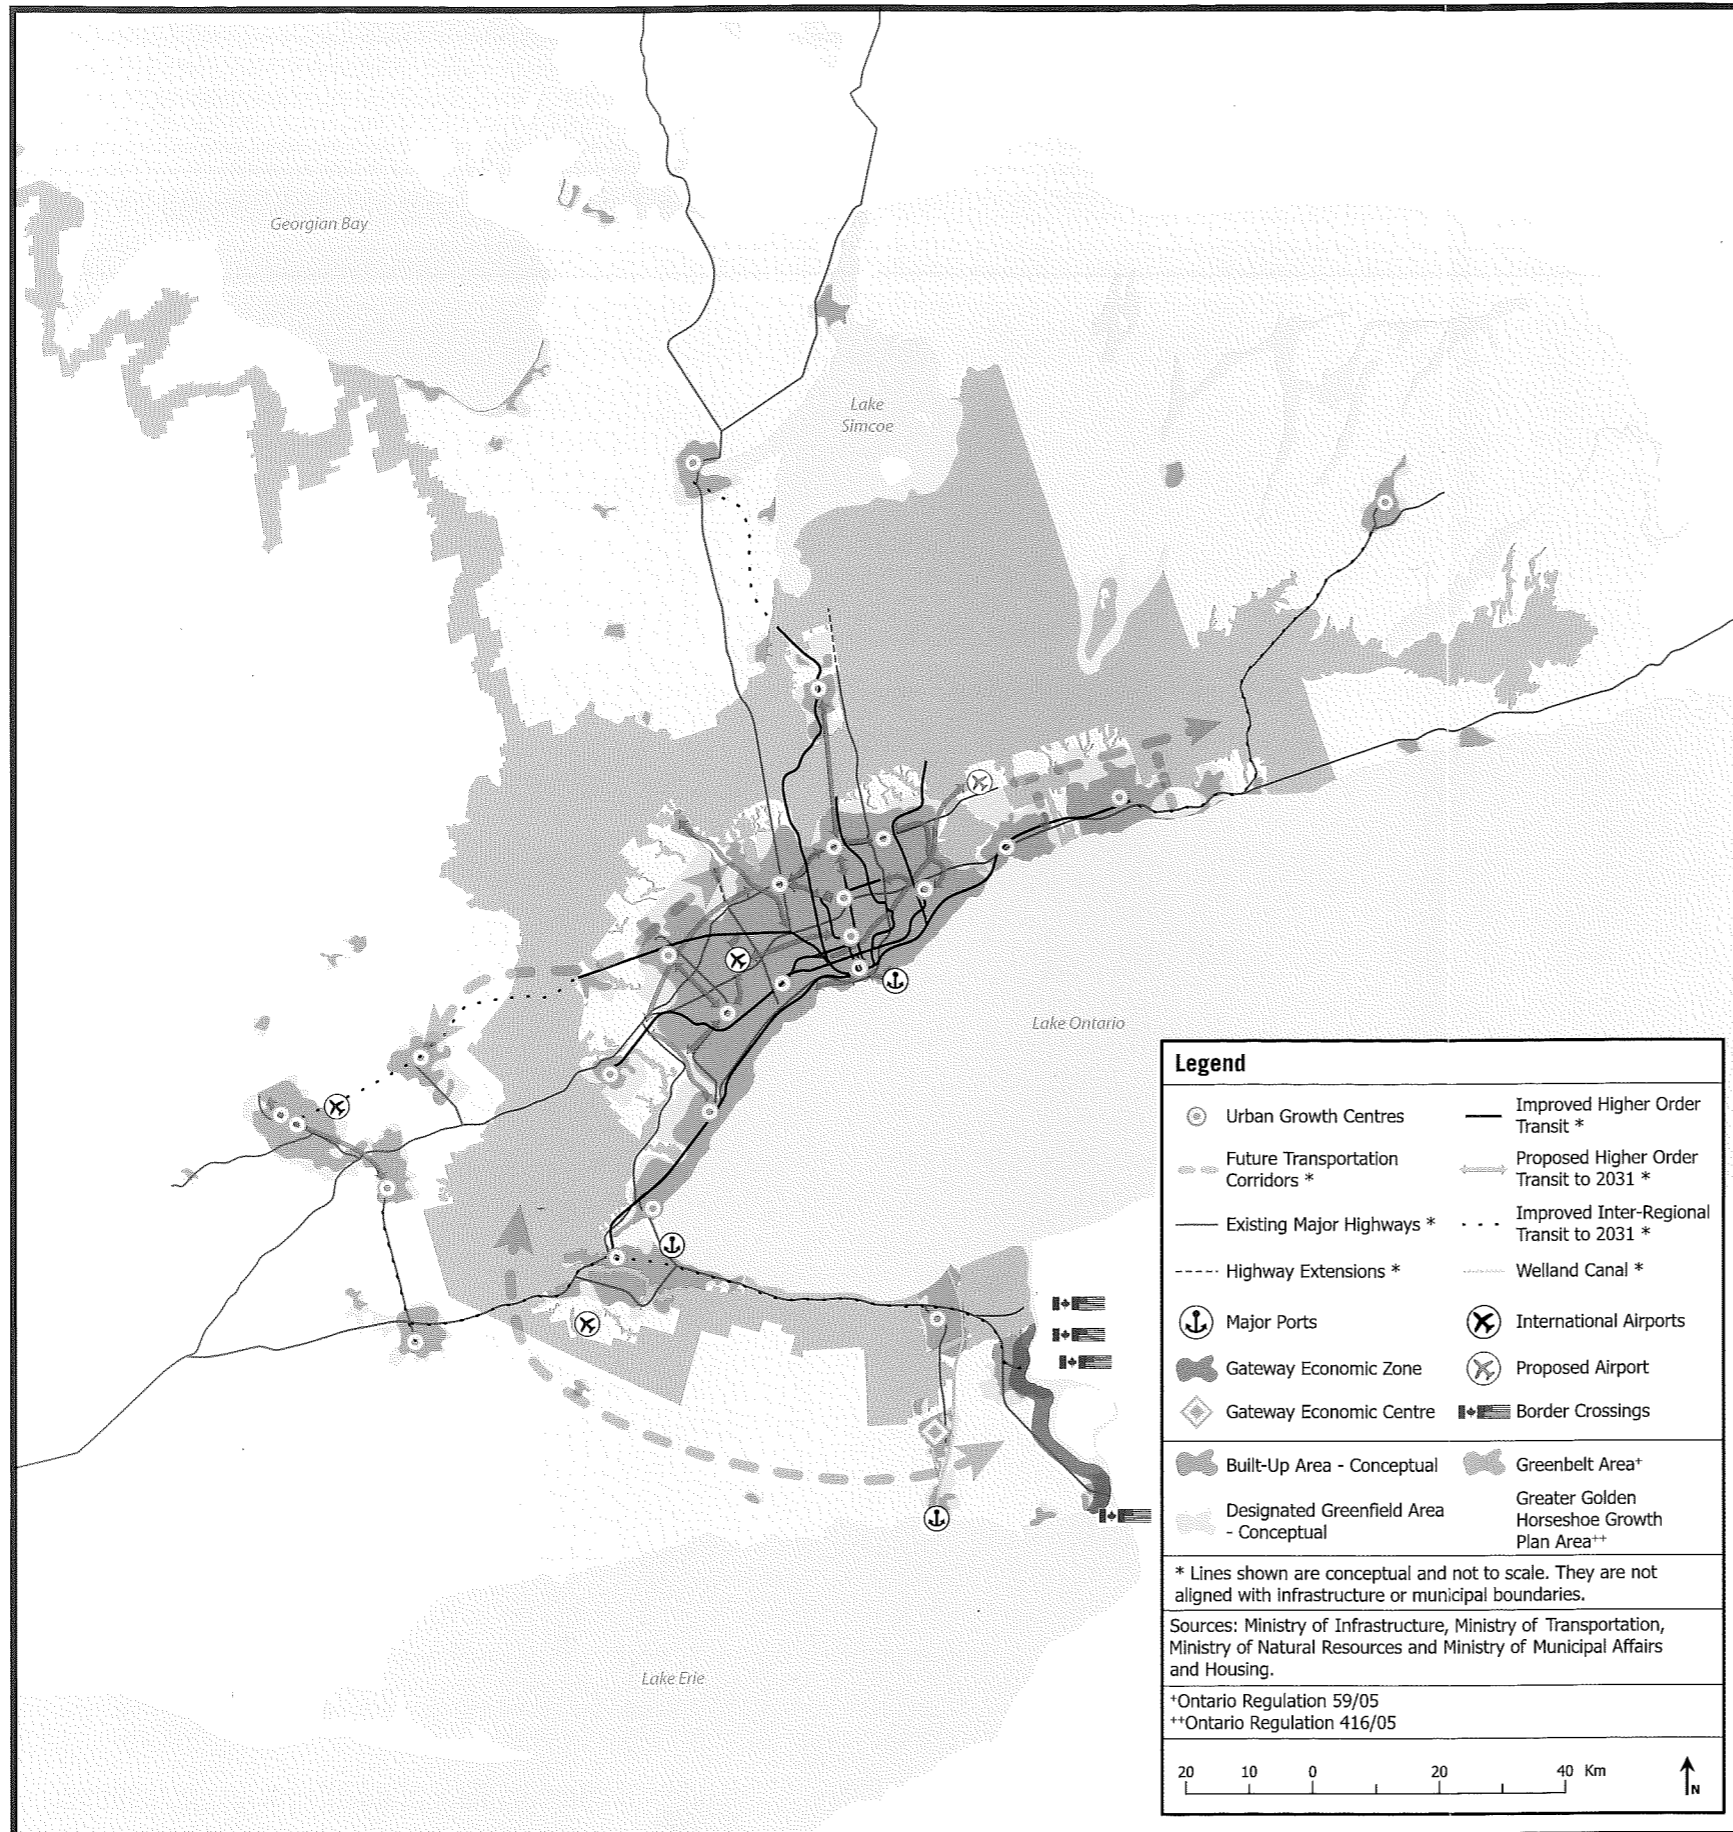 Georgian Bay
Lake
Simcoe
Lake Ontario
Lake Erie
Legend
Urban Growth Centres
Improved Higher Order
Transit *
Future Transportation
Corridors *
Proposed Higher Order
Transit to 2031 *
Existing Major Highways *
Improved Inter-Regional
Transit to 2031 *
Highway Extensions *
Welland Canal *
Major Ports
International Airports
Gateway Economic Zone
Proposed Airport
Gateway Economic Centre
Border Crossings
Built-Up Area - Conceptual
Greenbelt Area+
Designated Greenfield Area
- Conceptual
Greater Golden
Horseshoe Growth
Plan Area++
* Lines shown are conceptual and not to scale. They are not
aligned with infrastructure or municipal boundaries.
Sources: Ministry of Infrastructure, Ministry of Transportation,
Ministry of Natural Resources and Ministry of Municipal Affairs
and Housing.
+Ontario Regulation 59/05
++Ontario Regulation 416/05
20 10 0 20 40 Km
N